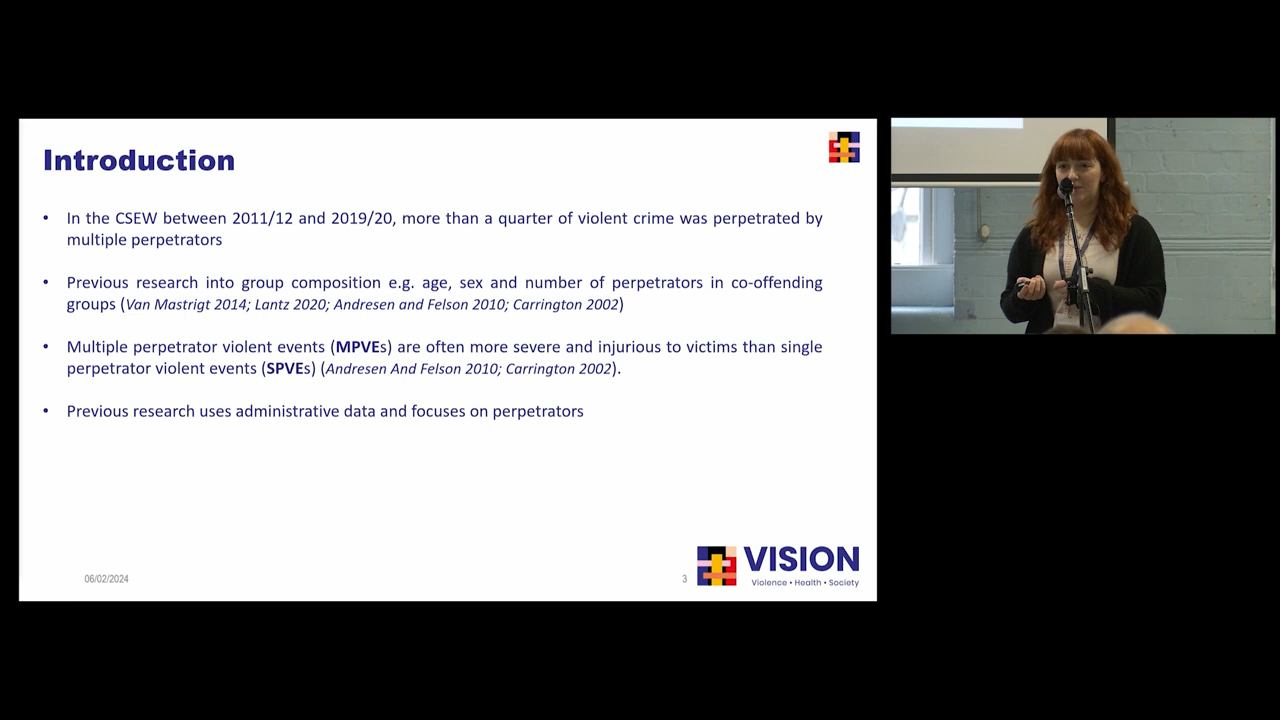 Introduction
• In the CSEW between 2011/12 and 2019/20, more than a quarter of violent crime was perpetrated by
multiple perpetrators
• Previous research into group composition e.g. age, sex and number of perpetrators in co-offending
groups (Van Mastrigt 2014; Lantz 2020; Andresen and Felson 2010; Carrington 2002)
• Multiple perpetrator violent events (MPVEs) are often more severe and injurious to victims than single
perpetrator violent events (SPVEs) (Andresen And Felson 2010; Carrington 2002).
• Previous research uses administrative data and focuses on perpetrators
06/02/2024
3
VISION
Violence • Health • Society